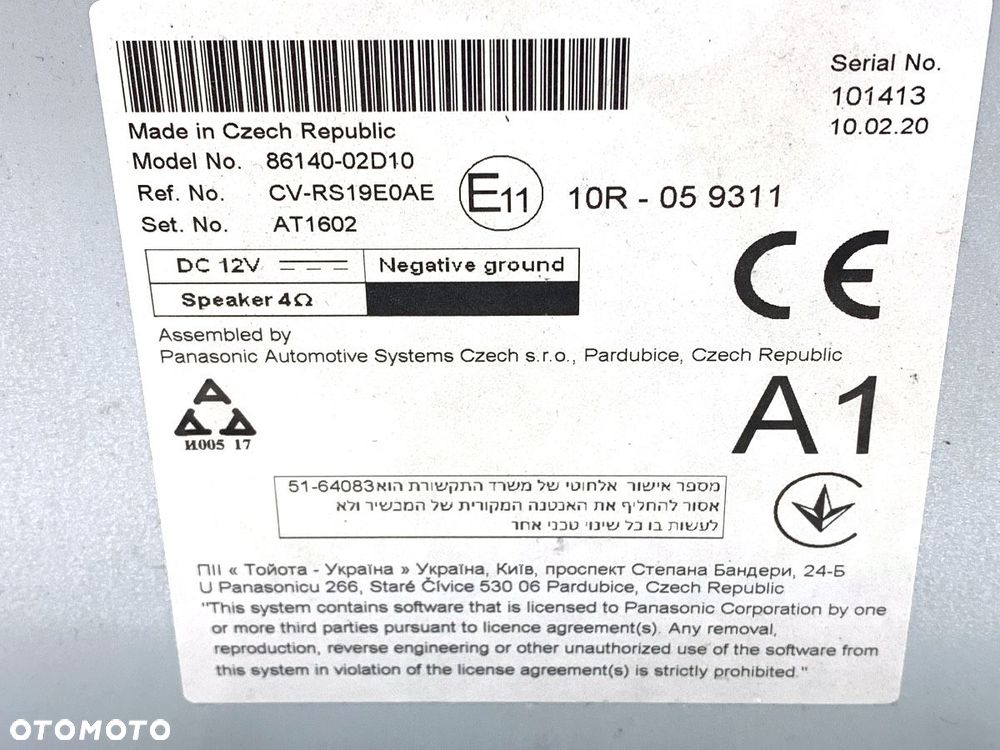 Serial No.
101413
10.02.20
Made in Czech Republic
Model No. 86140-02D10
Ref. No. CV-RS19E0AE
Set. No. AT1602
E11
10R - 05 9311
DC 12V
Negative ground
Speaker 4Ω
CE
Assembled by
Panasonic Automotive Systems Czech s.r.o., Pardubice, Czech Republic
A1
И005 17
מספר אישור אלחוטי של משרד התקשורת הוא51-64083
אסור להחליף את האנטנה המקורית של המכשיר ולא
לעשות בו כל שינוי טכני אחר
ПІІ « Тойота - Україна » Україна, Київ, проспект Степана Бандери, 24-Б
U Panasonicu 266, Staré Čívice 530 06 Pardubice, Czech Republic
"This system contains software that is licensed to Panasonic Corporation by one
or more third parties pursuant to licence agreement(s). Any removal,
reproduction, reverse engineering or other unauthorized use of the software from
this system in violation of the license agreement(s) is strictly prohibited."
OTOMOTO